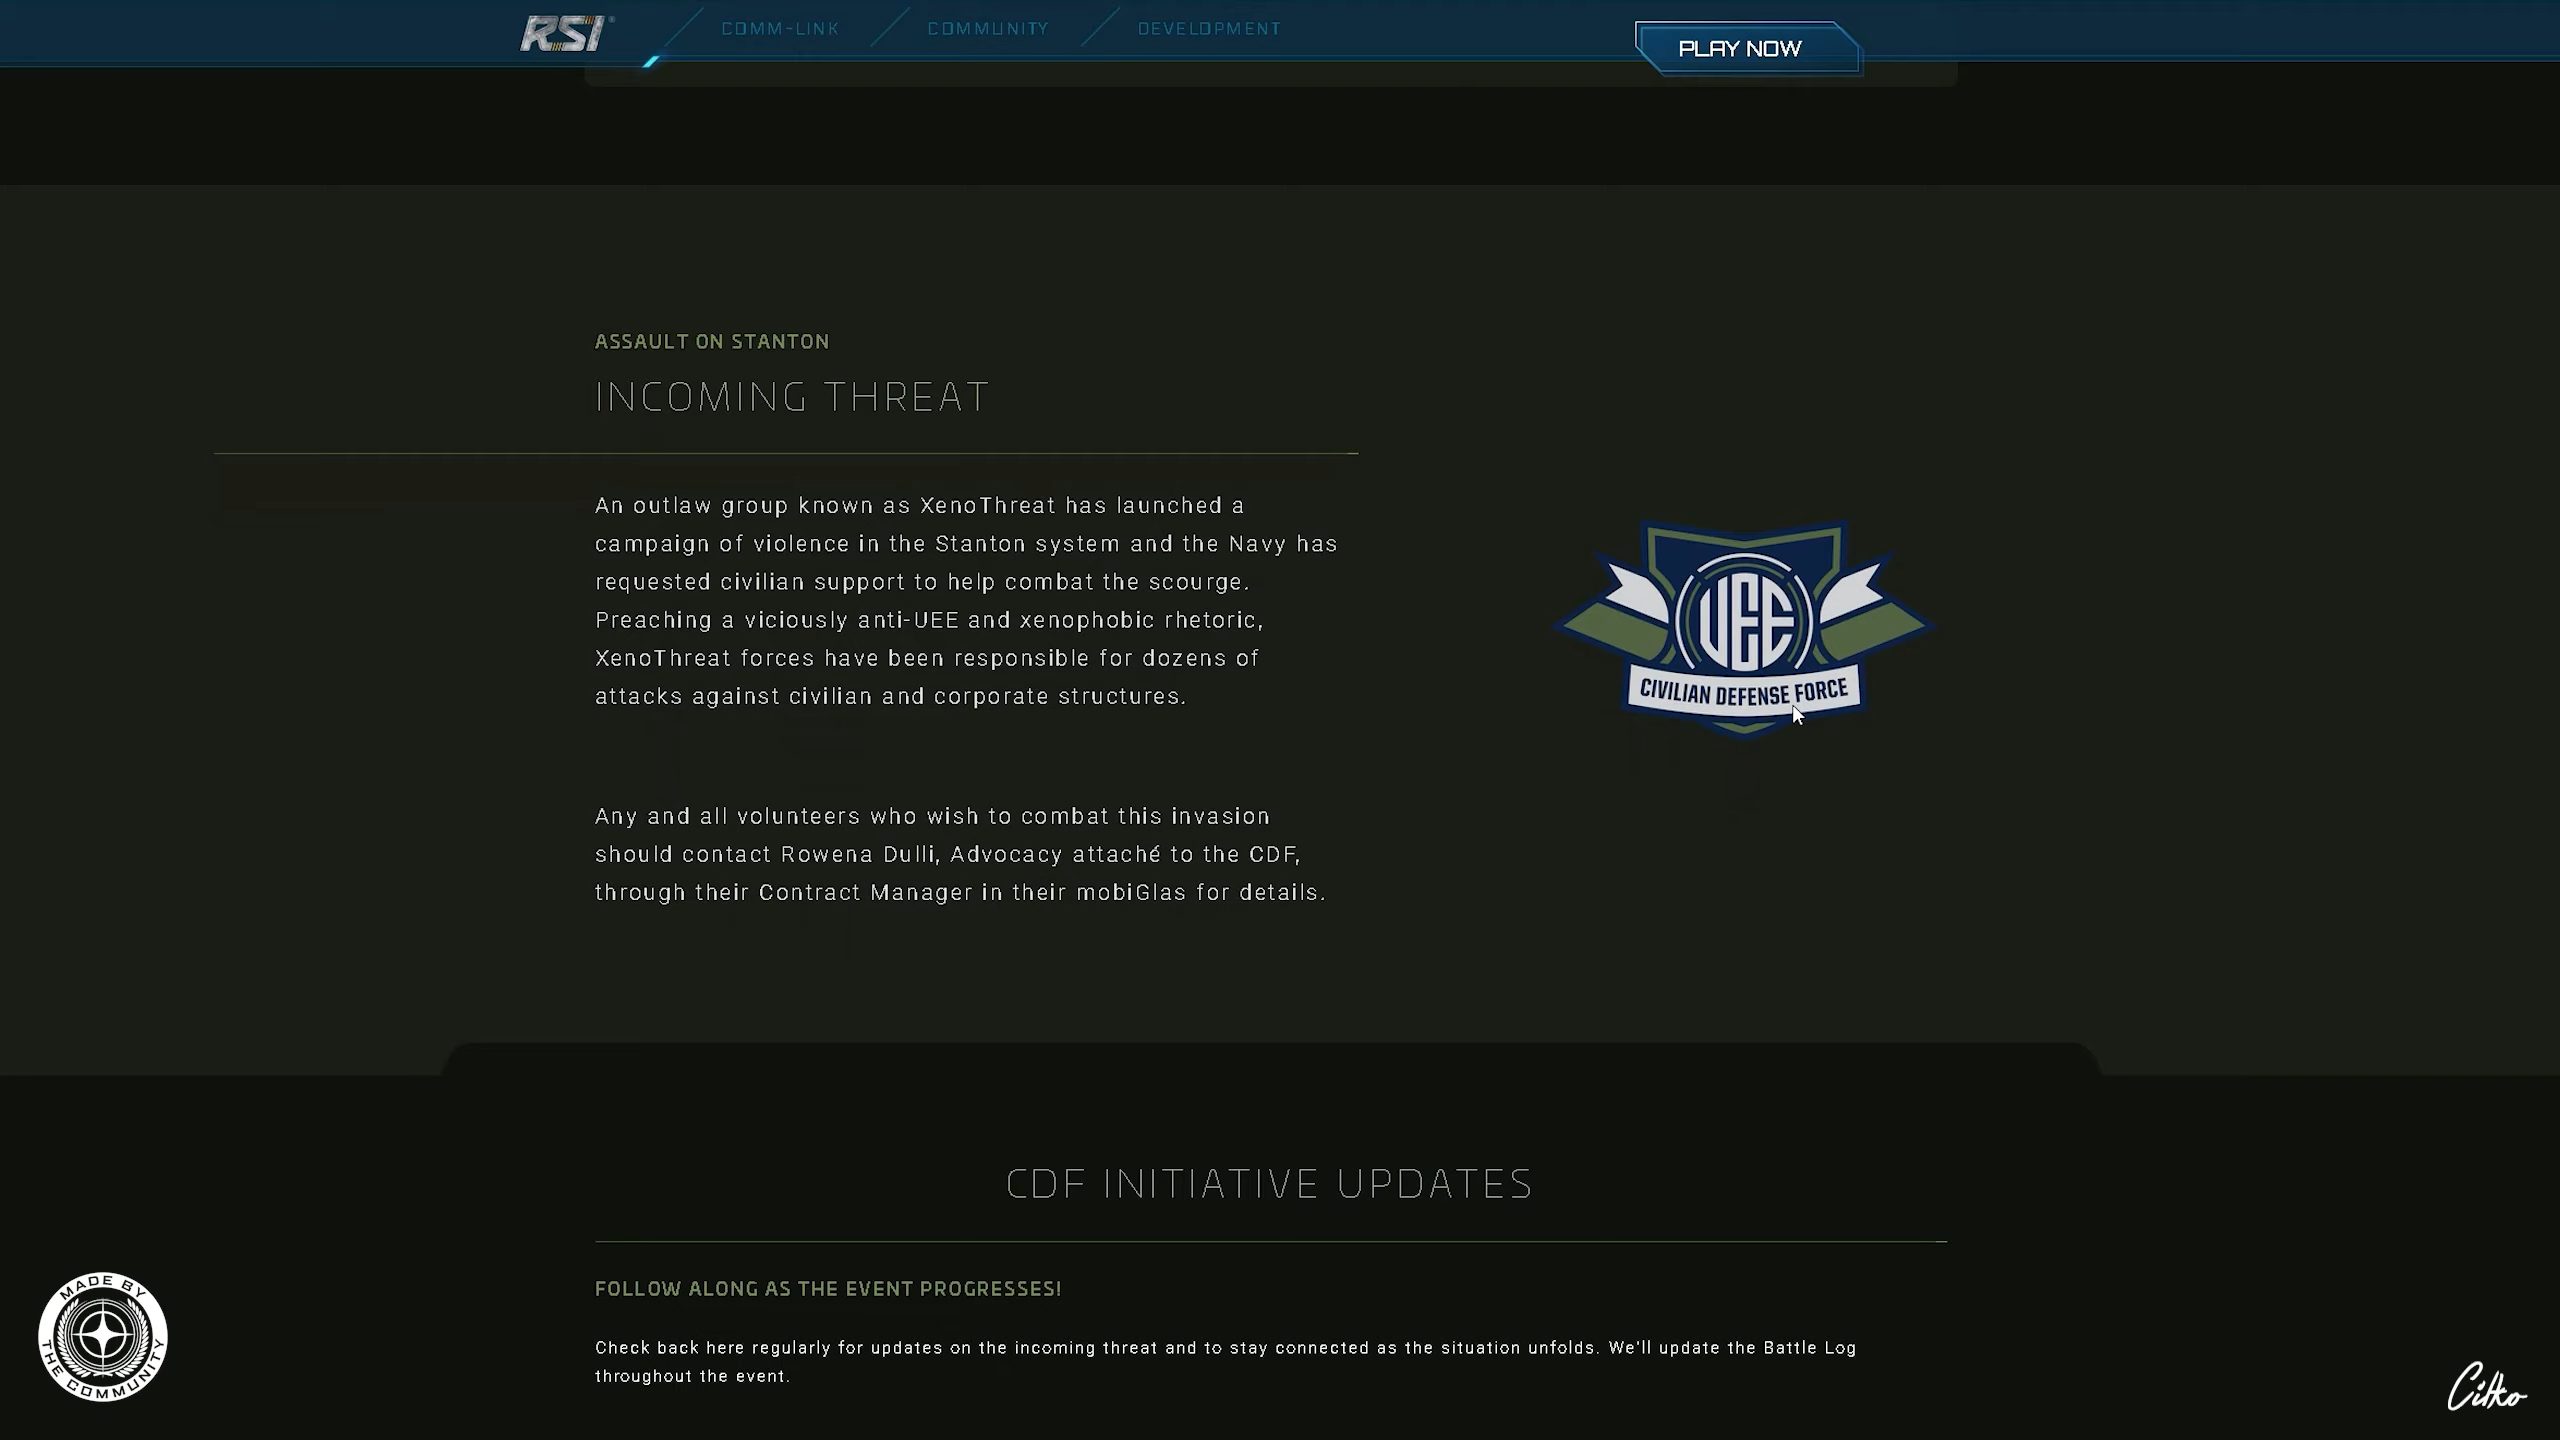 RSI
COMM-LINK
COMMUNITY
DEVELOPMENT
PLAY NOW
ASSAULT ON STANTON
INCOMING THREAT
An outlaw group known as XenoThreat has launched a
campaign of violence in the Stanton system and the Navy has
requested civilian support to help combat the scourge.
Preaching a viciously anti-UEE and xenophobic rhetoric,
XenoThreat forces have been responsible for dozens of
attacks against civilian and corporate structures.
UEE
CIVILIAN DEFENSE FORCE
Any and all volunteers who wish to combat this invasion
should contact Rowena Dulli, Advocacy attaché to the CDF,
through their Contract Manager in their mobiGlas for details.
CDF INITIATIVE UPDATES
FOLLOW ALONG AS THE EVENT PROGRESSES!
Check back here regularly for updates on the incoming threat and to stay connected as the situation unfolds. We'll update the Battle Log
throughout the event.
MADE BY
THE COMMUNITY